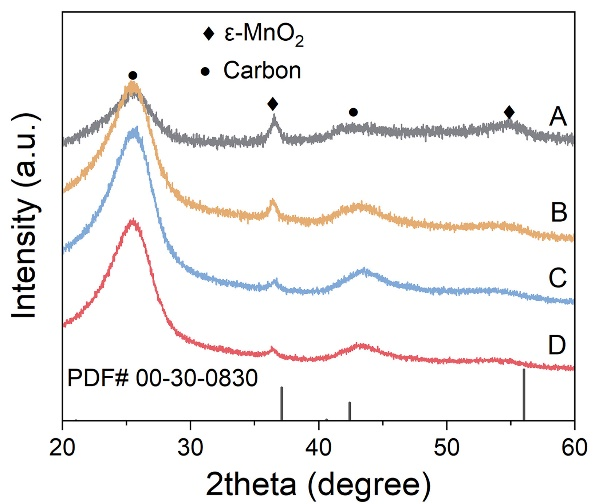 ◆ ε-MnO₂
● Carbon
A
B
C
D
PDF# 00-30-0830
20 30 40 50 60
2theta (degree)
Intensity (a.u.)